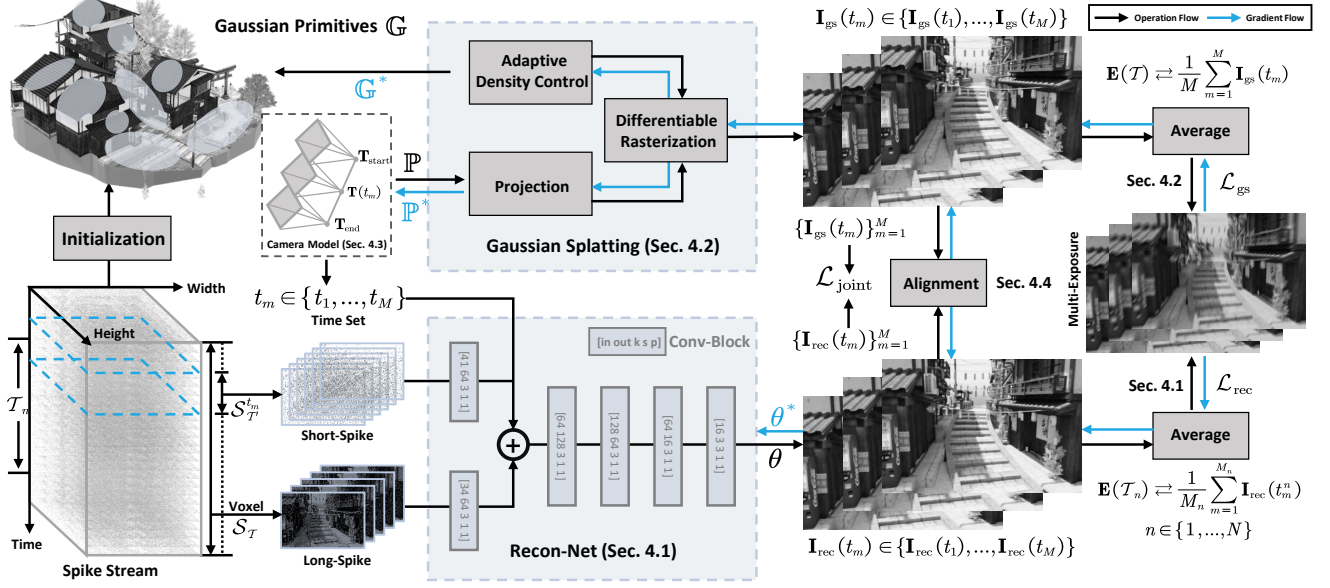 Gaussian Primitives 𝔾
𝔾*
Adaptive
Density Control
Differentiable
Rasterization
Projection
Gaussian Splatting (Sec. 4.2)
ℙ
ℙ*
T_start
T(t_m)
T_end
Camera Model (Sec. 4.3)
t_m ∈ {t_1, ..., t_M}
Time Set
Initialization
Width
Height
Time
𝒯_n
Spike Stream
𝒮_𝒯'^{t_m}
Voxel
𝒮_𝒯
Short-Spike
Long-Spike
[in out k s p]
Conv-Block
[41 64 3 1 1]
[34 64 3 1 1]
+
[64 128 3 1 1]
[128 64 3 1 1]
[64 16 3 1 1]
[16 3 3 1 1]
Recon-Net (Sec. 4.1)
θ*
θ
I_gs(t_m) ∈ {I_gs(t_1), ..., I_gs(t_M)}
Operation Flow
Gradient Flow
E(𝒯) ⇄ 1/M ∑_{m=1}^{M} I_gs(t_m)
Average
Sec. 4.2
ℒ_gs
{I_gs(t_m)}_{m=1}^{M}
ℒ_joint
{I_rec(t_m)}_{m=1}^{M}
Alignment
Sec. 4.4
Multi-Exposure
Sec. 4.1
ℒ_rec
Average
E(𝒯_n) ⇄ 1/M_n ∑_{m=1}^{M_n} I_rec(t_m^n)
n ∈ {1, ..., N}
I_rec(t_m) ∈ {I_rec(t_1), ..., I_rec(t_M)}